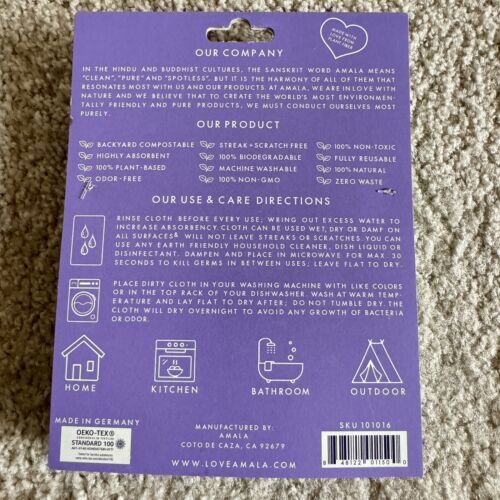 MADE WITH
LOVE FROM
PLANT FIBER
OUR COMPANY
IN THE HINDU AND BUDDHIST CULTURES, THE SANSKRIT WORD AMALA MEANS
"CLEAN", "PURE" AND "SPOTLESS". BUT IT IS THE HARMONY OF ALL OF THEM THAT
RESONATES MOST WITH US AND OUR PRODUCTS. AT AMALA, WE ARE IN LOVE WITH
NATURE AND WE BELIEVE THAT TO CREATE THE WORLD'S MOST ENVIRONMEN-
TALLY FRIENDLY AND PURE PRODUCTS, WE MUST CONDUCT OURSELVES MOST
PURELY.
OUR PRODUCT
BACKYARD COMPOSTABLE STREAK + SCRATCH FREE 100% NON-TOXIC
HIGHLY ABSORBENT 100% BIODEGRADABLE FULLY REUSABLE
100% PLANT-BASED MACHINE WASHABLE 100% NATURAL
ODOR-FREE 100% NON-GMO ZERO WASTE
OUR USE & CARE DIRECTIONS
RINSE CLOTH BEFORE EVERY USE; WRING OUT EXCESS WATER TO
INCREASE ABSORBENCY. CLOTH CAN BE USED WET, DRY OR DAMP ON
ALL SURFACES & WILL NOT LEAVE STREAKS OR SCRATCHES. YOU CAN
USE ANY EARTH FRIENDLY HOUSEHOLD CLEANER, DISH LIQUID OR
DISINFECTANT. DAMPEN AND PLACE IN MICROWAVE FOR MAX. 30
SECONDS TO KILL GERMS IN BETWEEN USES; LEAVE FLAT TO DRY.
PLACE DIRTY CLOTH IN YOUR WASHING MACHINE WITH LIKE COLORS
OR IN THE TOP RACK OF YOUR DISHWASHER. WASH AT WARM TEMP-
ERATURE AND LAY FLAT TO DRY AFTER; DO NOT TUMBLE DRY. THE
CLOTH WILL DRY OVERNIGHT TO AVOID ANY GROWTH OF BACTERIA
OR ODOR.
HOME KITCHEN BATHROOM OUTDOOR
MADE IN GERMANY
OEKO-TEX®
STANDARD 100
MANUFACTURED BY:
AMALA
COTO DE CAZA, CA 92679
WWW.LOVEAMALA.COM
SKU 101016
8 48122 01150 0